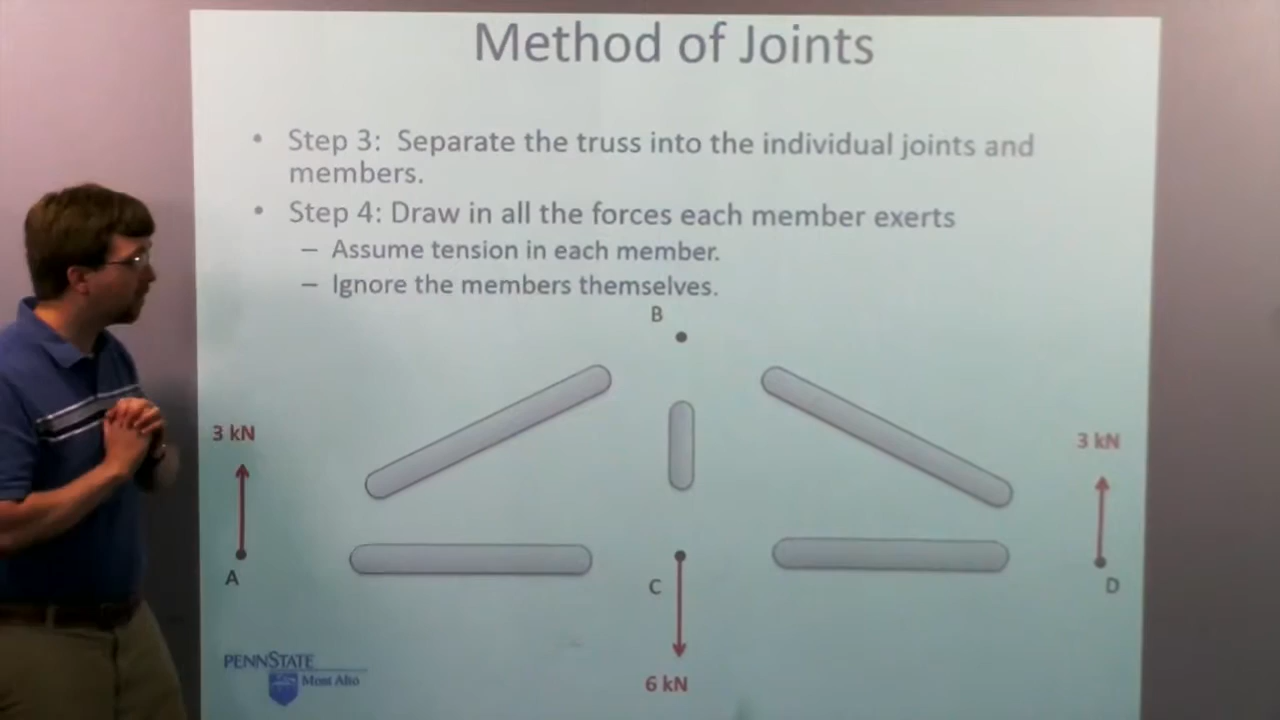 Method of Joints
• Step 3: Separate the truss into the individual joints and
members.
• Step 4: Draw in all the forces each member exerts
– Assume tension in each member.
– Ignore the members themselves.
B
3 kN
3 kN
A
C
D
6 kN
PENNSTATE
Mont Alto